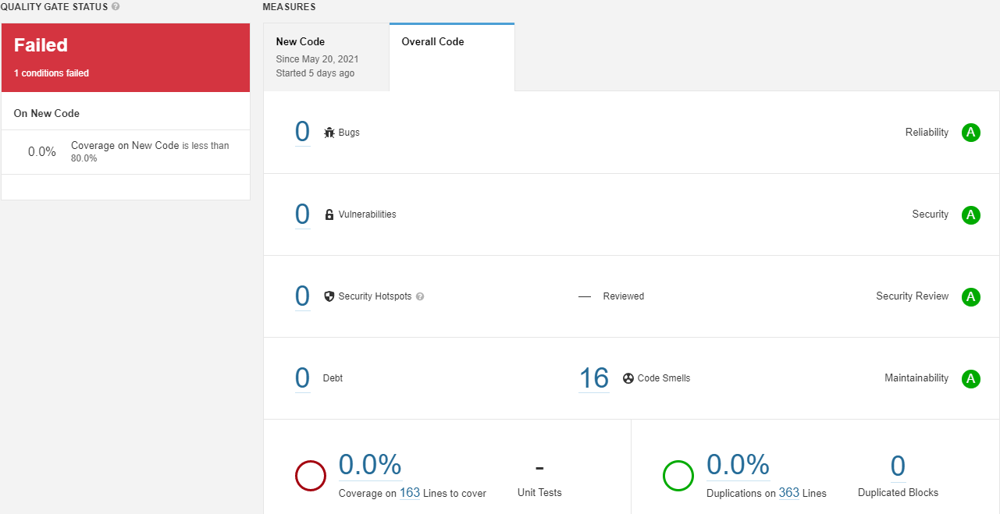 QUALITY GATE STATUS ?
Failed
1 conditions failed
On New Code
0.0% Coverage on New Code is less than
80.0%
MEASURES
New Code
Since May 20, 2021
Started 5 days ago
Overall Code
0 Bugs Reliability A
0 Vulnerabilities Security A
0 Security Hotspots ? — Reviewed Security Review A
0 Debt 16 Code Smells Maintainability A
0.0%
Coverage on 163 Lines to cover
-
Unit Tests
0.0%
Duplications on 363 Lines
0
Duplicated Blocks